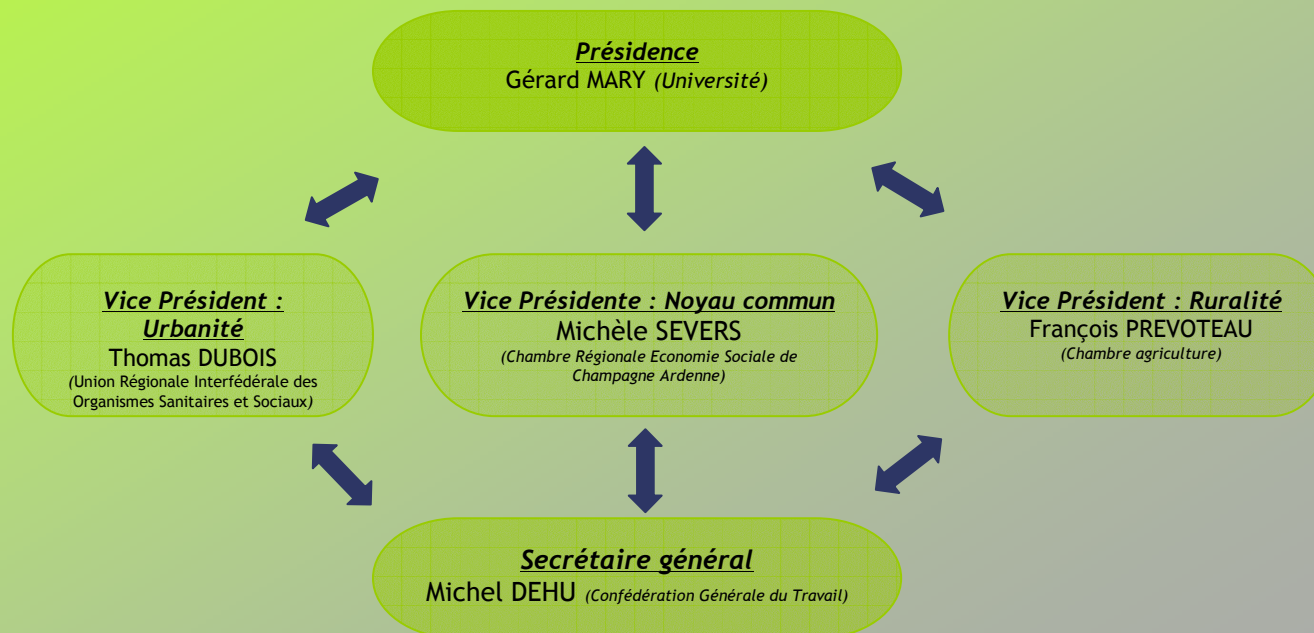 Présidence
Gérard MARY (Université)
Vice Président :
Urbanité
Thomas DUBOIS
(Union Régionale Interfédérale des
Organismes Sanitaires et Sociaux)
Vice Présidente : Noyau commun
Michèle SEVERS
(Chambre Régionale Economie Sociale de
Champagne Ardenne)
Vice Président : Ruralité
François PREVOTEAU
(Chambre agriculture)
Secrétaire général
Michel DEHU (Confédération Générale du Travail)